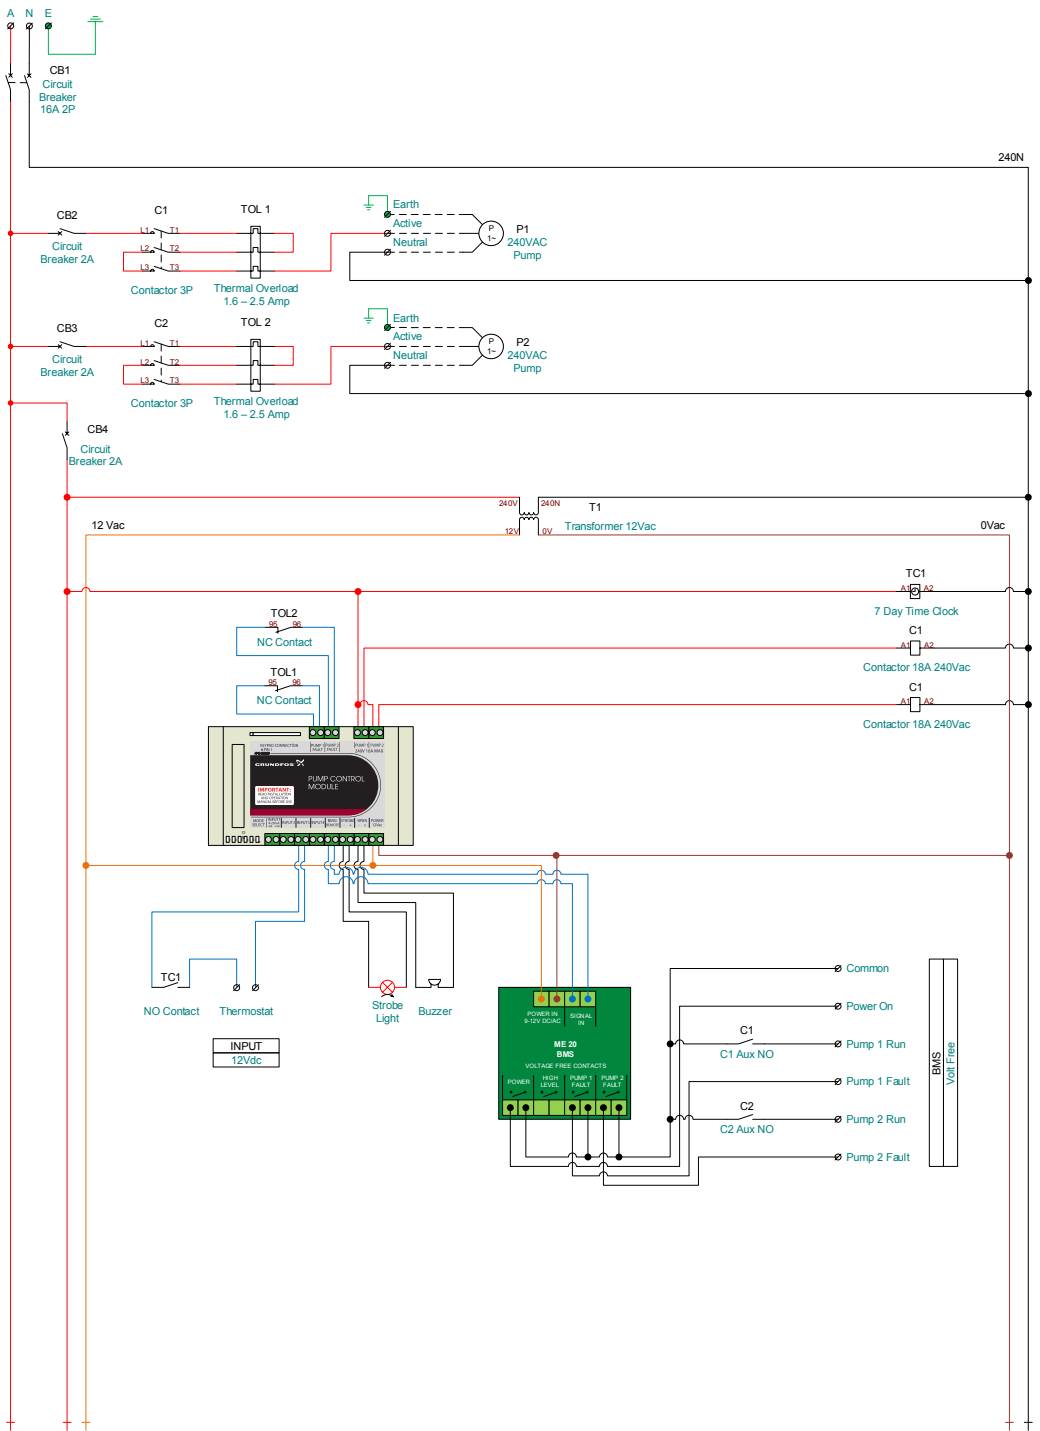 A N E
CB1
Circuit
Breaker
16A 2P
240N
CB2
Circuit
Breaker 2A
C1
L1 T1
L2 T2
L3 T3
Contactor 3P
TOL 1
Thermal Overload
1.6 – 2.5 Amp
Earth
Active
Neutral
P
1~
P1
240VAC
Pump
CB3
Circuit
Breaker 2A
C2
L1 T1
L2 T2
L3 T3
Contactor 3P
TOL 2
Thermal Overload
1.6 – 2.5 Amp
Earth
Active
Neutral
P
1~
P2
240VAC
Pump
CB4
Circuit
Breaker 2A
240V 240N
T1
12 Vac
12V 0V
Transformer 12Vac
0Vac
TC1
A1 A2
7 Day Time Clock
TOL2
95 96
NC Contact
C1
A1 A2
Contactor 18A 240Vac
TOL1
95 96
NC Contact
C1
A1 A2
Contactor 18A 240Vac
GRUNDFOS
PUMP CONTROL
MODULE
IMPORTANT:
TC1
NO Contact
Thermostat
Strobe
Light
Buzzer
INPUT
12Vdc
POWER IN
9-12V DC/AC
SIGNAL
IN
ME 20
BMS
VOLTAGE FREE CONTACTS
POWER
HIGH
LEVEL
PUMP 1
FAULT
PUMP 2
FAULT
Common
Power On
C1
C1 Aux NO
Pump 1 Run
Pump 1 Fault
C2
C2 Aux NO
Pump 2 Run
Pump 2 Fault
BMS
Volt Free